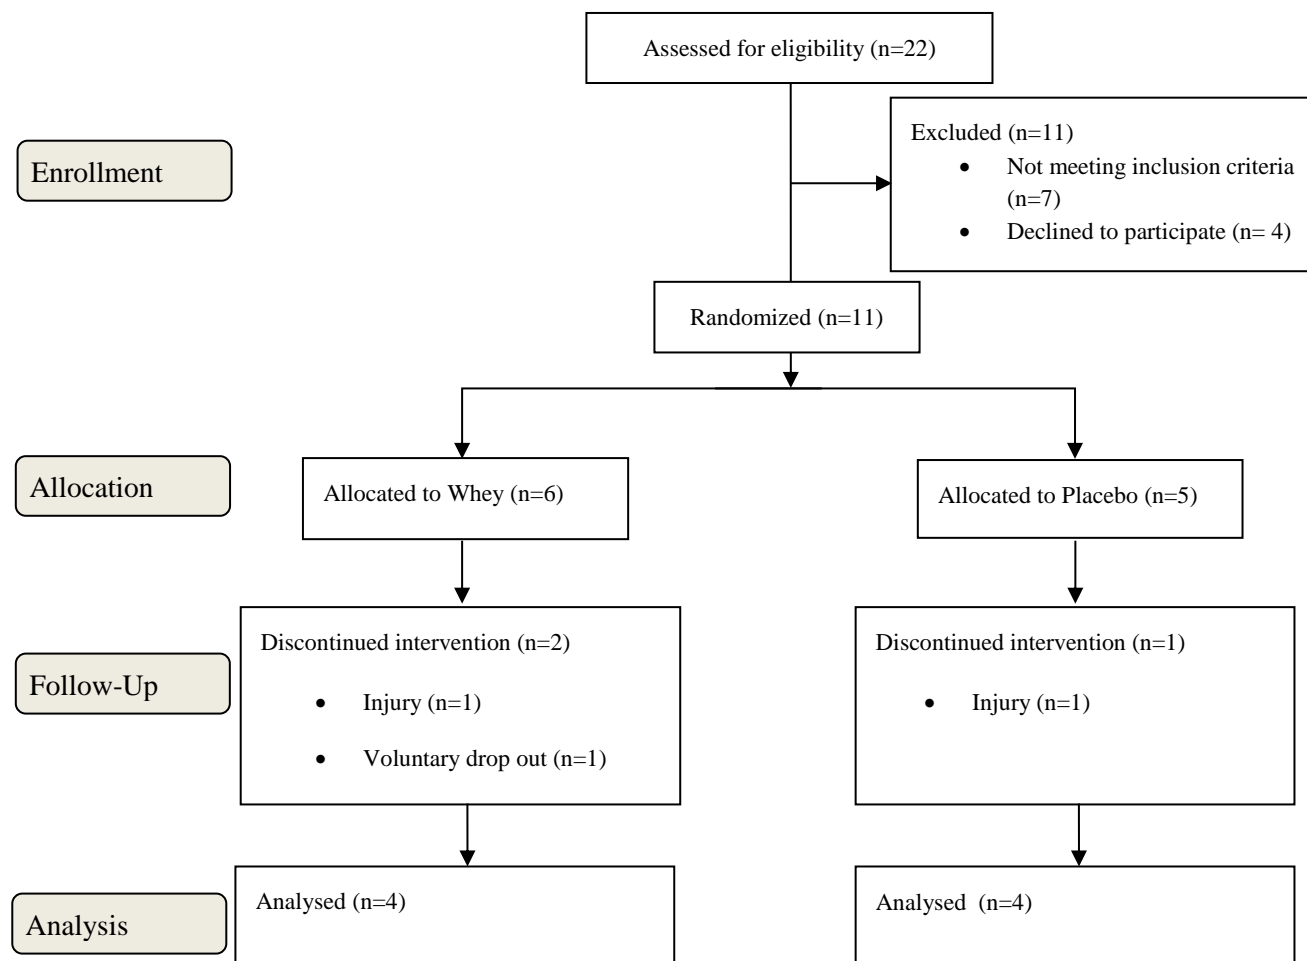 Assessed for eligibility (n=22)
Enrollment
Excluded (n=11)
• Not meeting inclusion criteria
(n=7)
• Declined to participate (n= 4)
Randomized (n=11)
Allocation
Allocated to Whey (n=6)
Allocated to Placebo (n=5)
Follow-Up
Discontinued intervention (n=2)
• Injury (n=1)
• Voluntary drop out (n=1)
Discontinued intervention (n=1)
• Injury (n=1)
Analysis
Analysed (n=4)
Analysed (n=4)